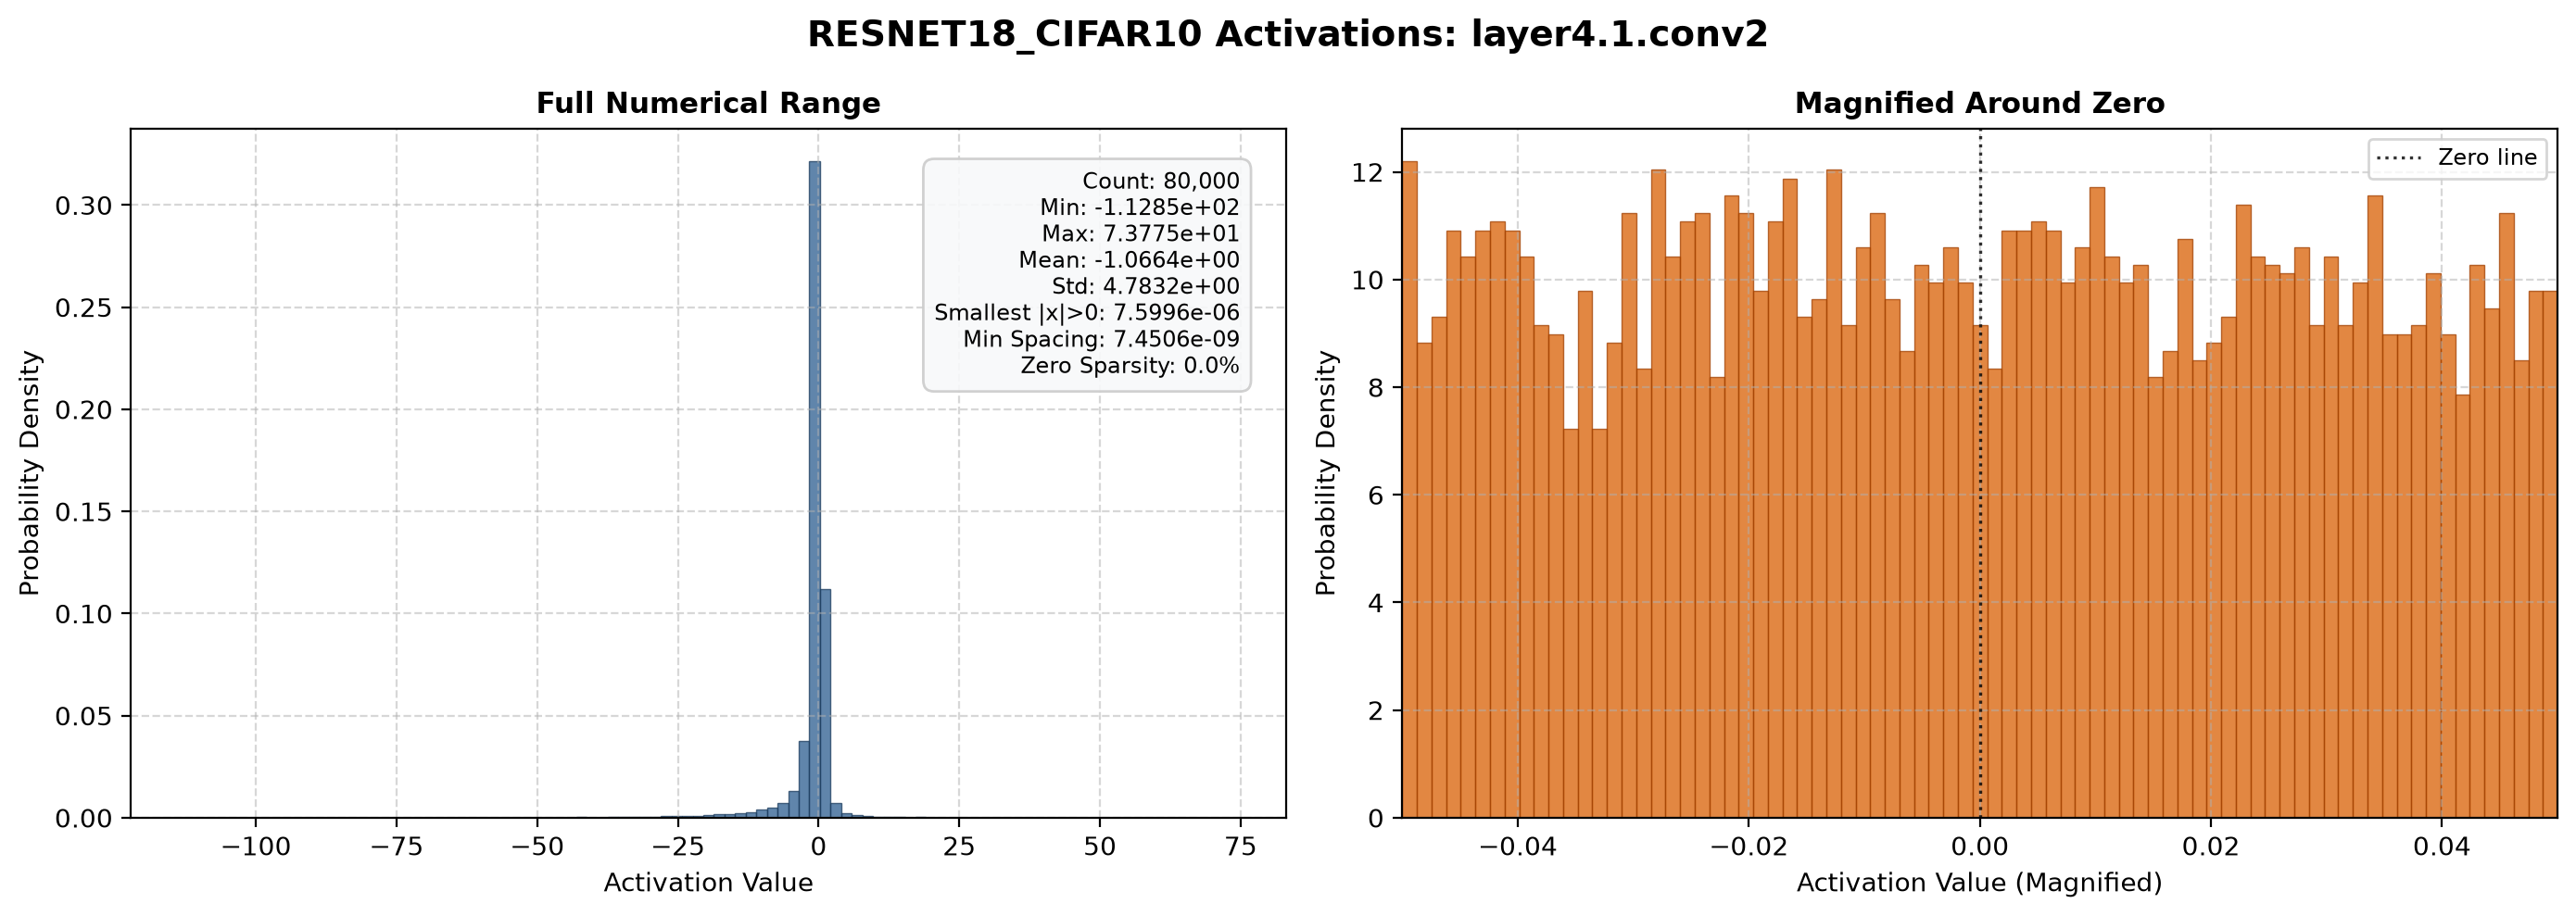 RESNET18_CIFAR10 Activations: layer4.1.conv2
Full Numerical Range
Probability Density
0.30
0.25
0.20
0.15
0.10
0.05
0.00
Count: 80,000
Min: -1.1285e+02
Max: 7.3775e+01
Mean: -1.0664e+00
Std: 4.7832e+00
Smallest |x|>0: 7.5996e-06
Min Spacing: 7.4506e-09
Zero Sparsity: 0.0%
−100 −75 −50 −25 0 25 50 75
Activation Value
Magnified Around Zero
Probability Density
12
10
8
6
4
2
0
Zero line
−0.04 −0.02 0.00 0.02 0.04
Activation Value (Magnified)